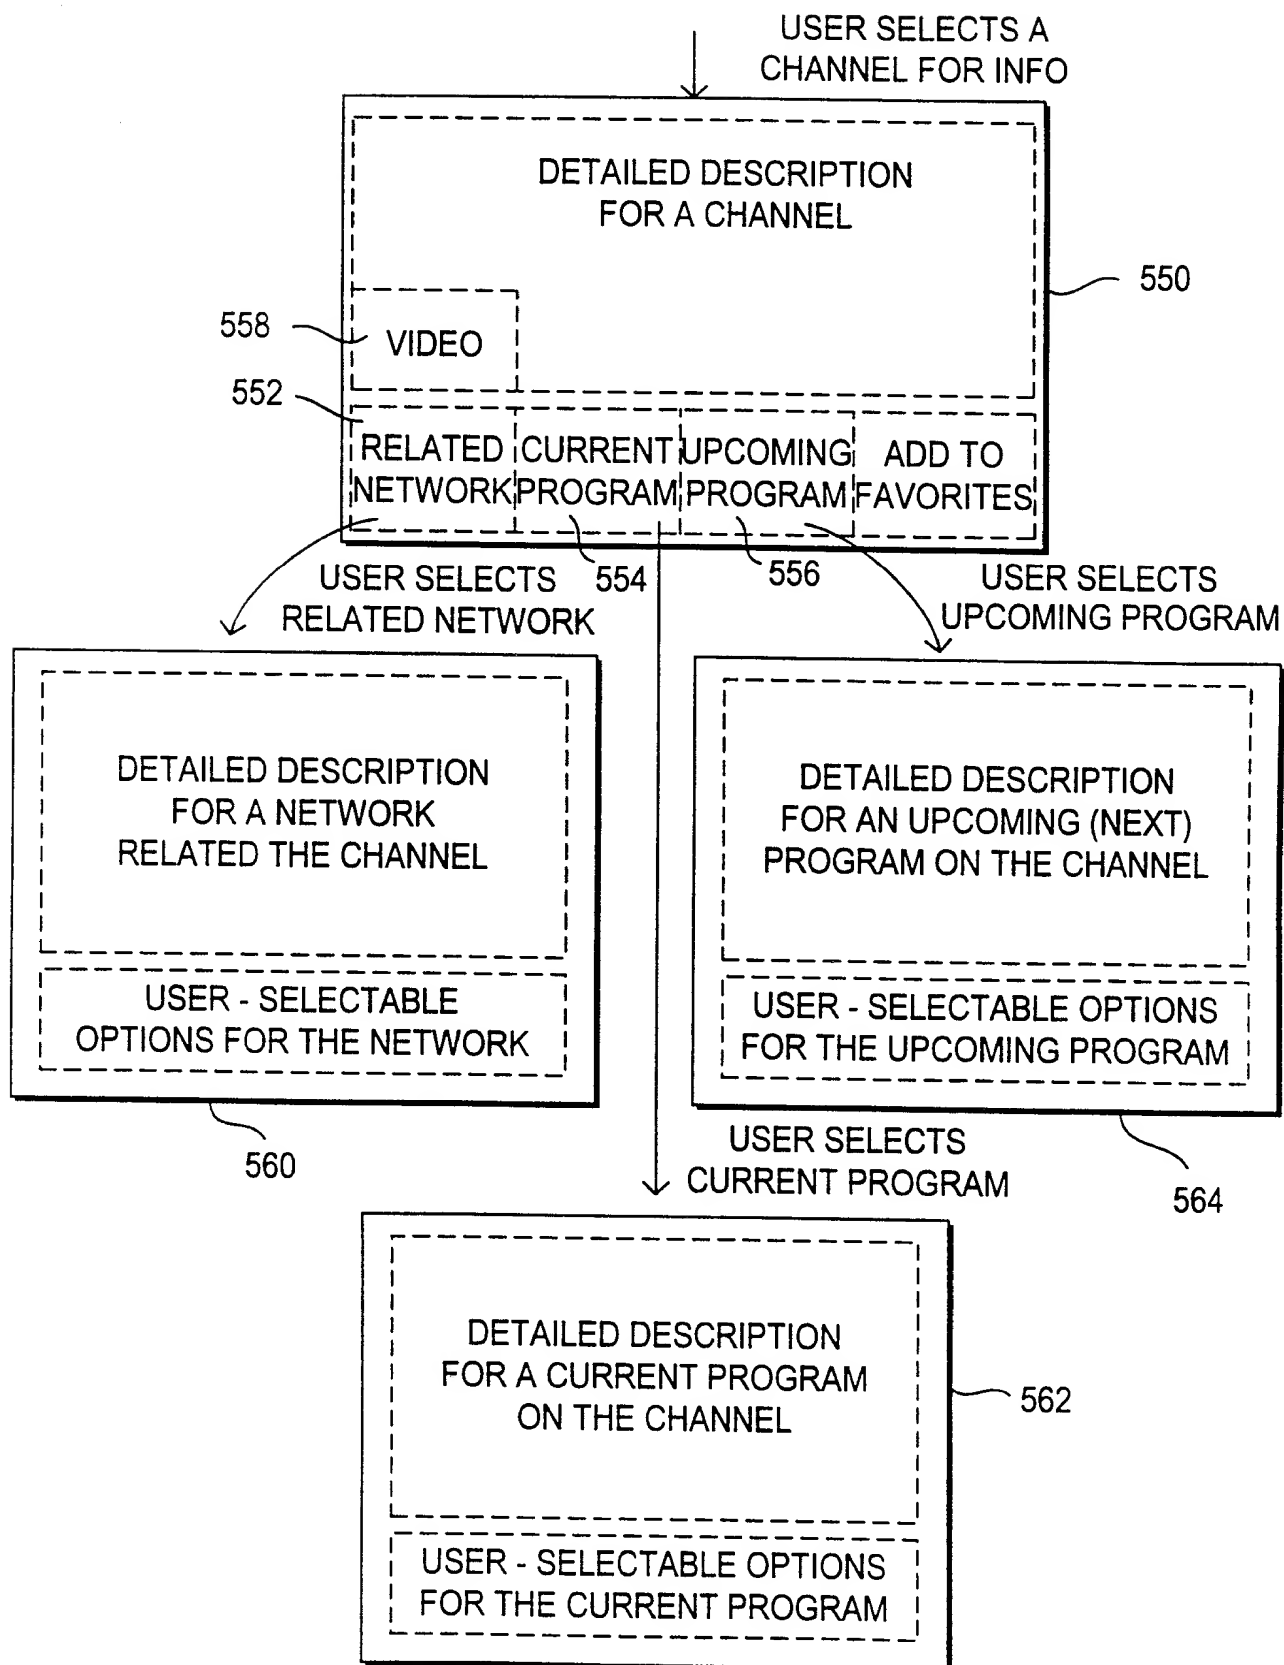 USER SELECTS A
CHANNEL FOR INFO
DETAILED DESCRIPTION
FOR A CHANNEL
550
558
VIDEO
552
RELATED
NETWORK
CURRENT
PROGRAM
UPCOMING
PROGRAM
ADD TO
FAVORITES
554
556
USER SELECTS
RELATED NETWORK
USER SELECTS
UPCOMING PROGRAM
DETAILED DESCRIPTION
FOR A NETWORK
RELATED THE CHANNEL
USER - SELECTABLE
OPTIONS FOR THE NETWORK
560
DETAILED DESCRIPTION
FOR AN UPCOMING (NEXT)
PROGRAM ON THE CHANNEL
USER - SELECTABLE OPTIONS
FOR THE UPCOMING PROGRAM
564
USER SELECTS
CURRENT PROGRAM
DETAILED DESCRIPTION
FOR A CURRENT PROGRAM
ON THE CHANNEL
562
USER - SELECTABLE OPTIONS
FOR THE CURRENT PROGRAM